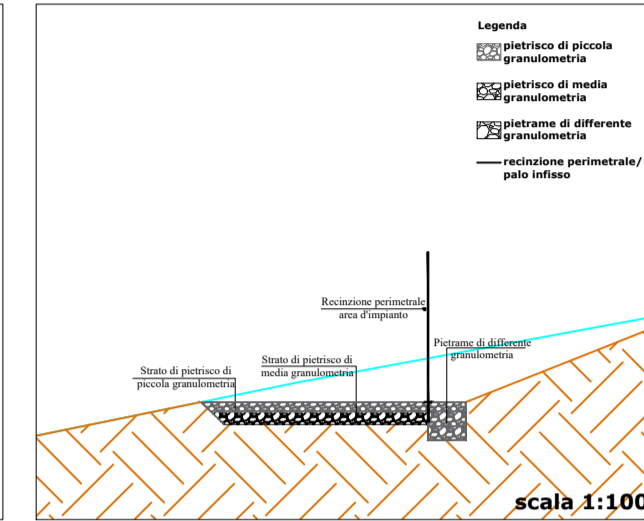 Legenda
pietrisco di piccola
granulometria
pietrisco di media
granulometria
pietrame di differente
granulometria
recinzione perimetrale/
palo infisso
Recinzione perimetrale
area d'impianto
Pietrame di differente
granulometria
Strato di pietrisco di
media granulometria
Strato di pietrisco di
piccola granulometria
scala 1:100